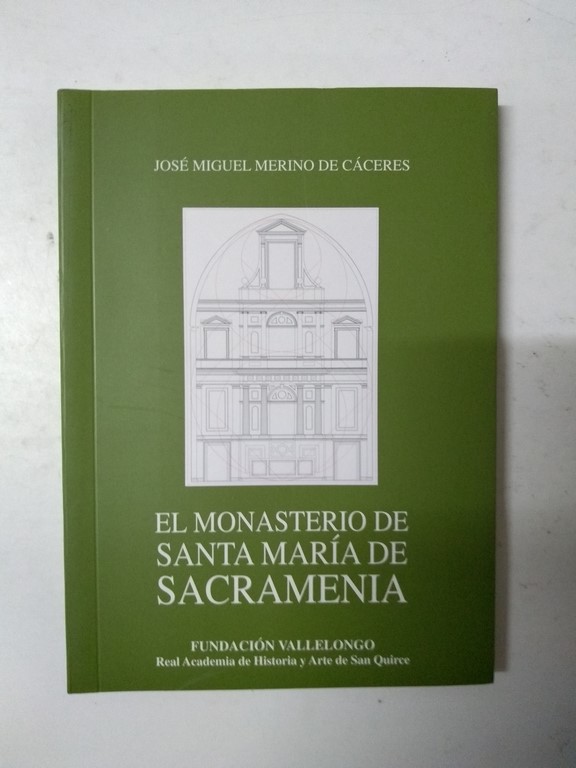 JOSÉ MIGUEL MERINO DE CÁCERES
EL MONASTERIO DE
SANTA MARÍA DE
SACRAMENIA
FUNDACIÓN VALLELONGO
Real Academia de Historia y Arte de San Quirce